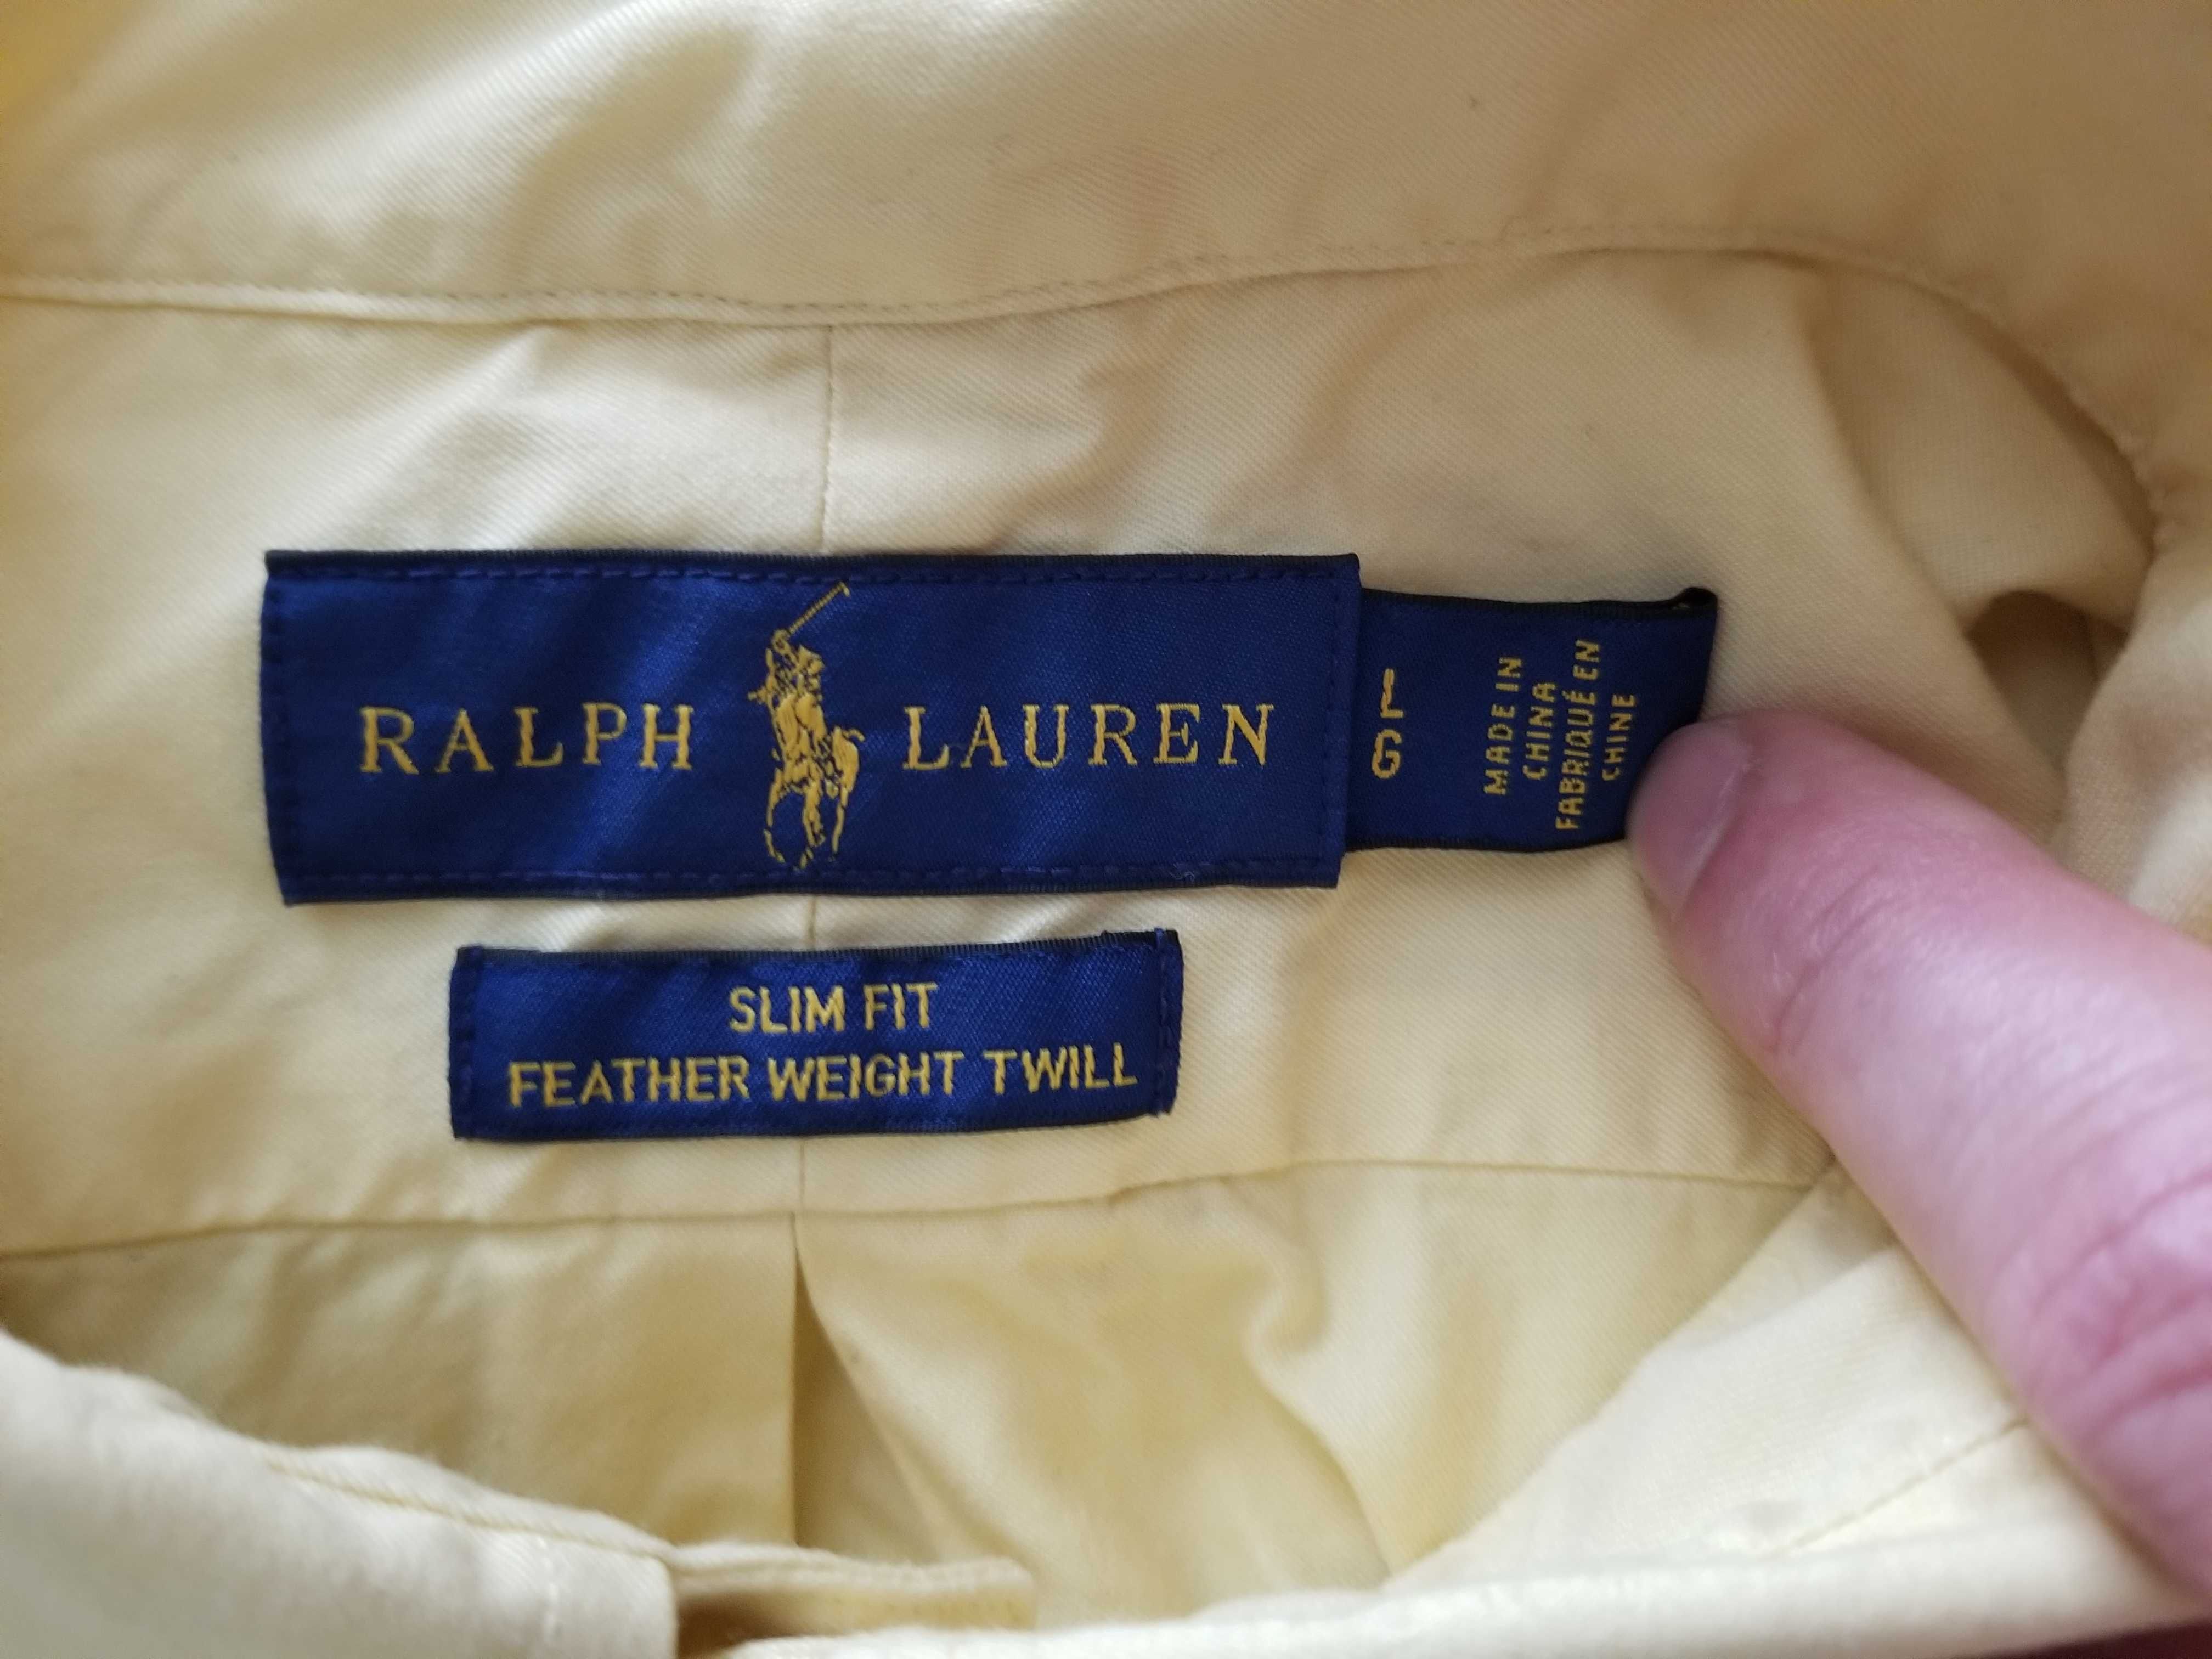 RALPH LAUREN
L
G
MADE IN
CHINA
FABRIQUÉ EN
CHINE
SLIM FIT
FEATHER WEIGHT TWILL